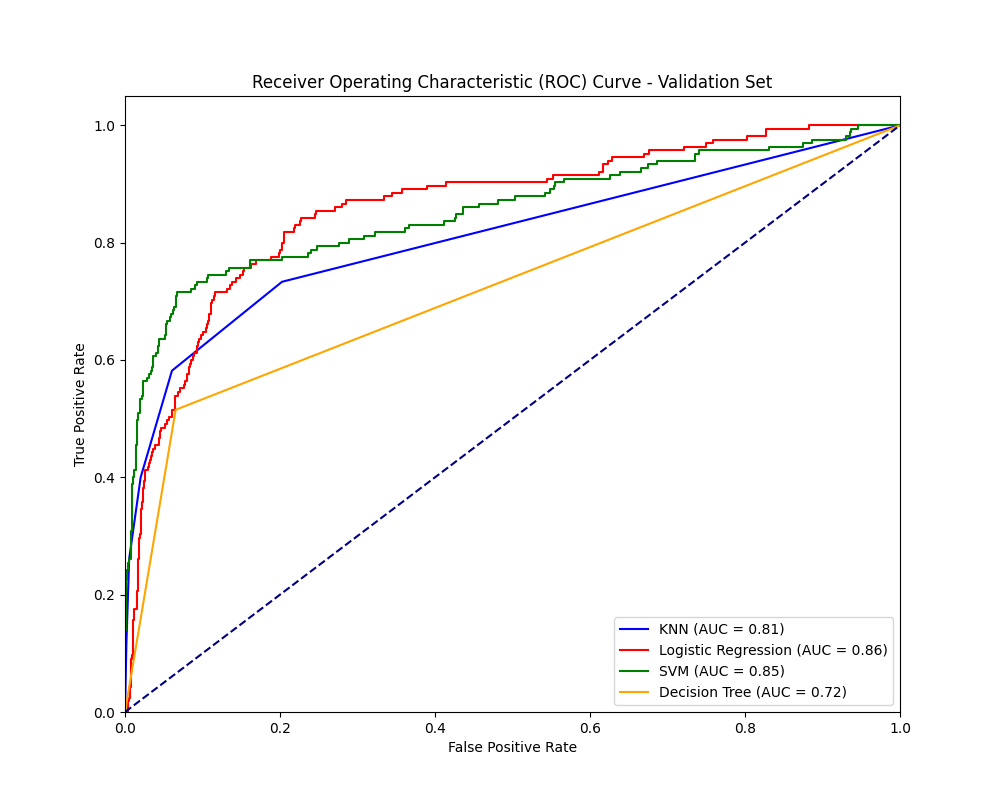 Receiver Operating Characteristic (ROC) Curve - Validation Set
True Positive Rate
1.0
0.8
0.6
0.4
0.2
0.0
0.0 0.2 0.4 0.6 0.8 1.0
False Positive Rate
KNN (AUC = 0.81)
Logistic Regression (AUC = 0.86)
SVM (AUC = 0.85)
Decision Tree (AUC = 0.72)